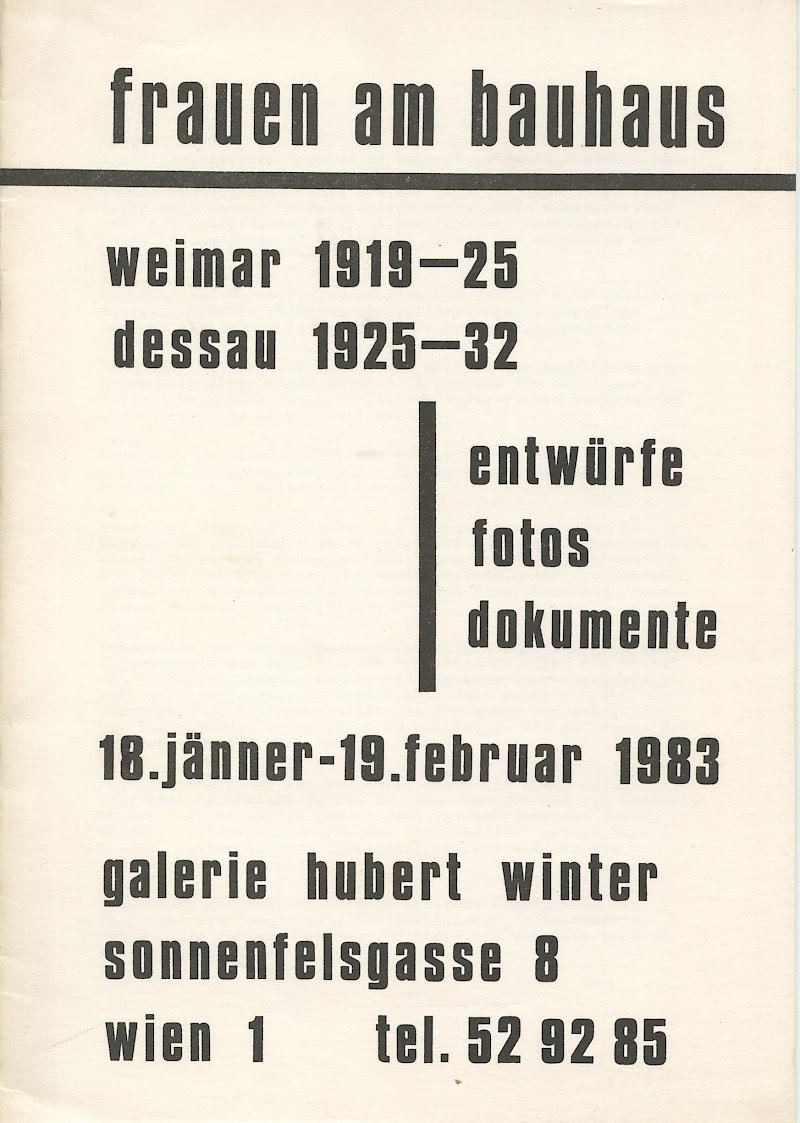 frauen am bauhaus
weimar 1919—25
dessau 1925—32
entwürfe
fotos
dokumente
18.jänner-19.februar 1983
galerie hubert winter
sonnenfelsgasse 8
wien 1 tel. 52 92 85